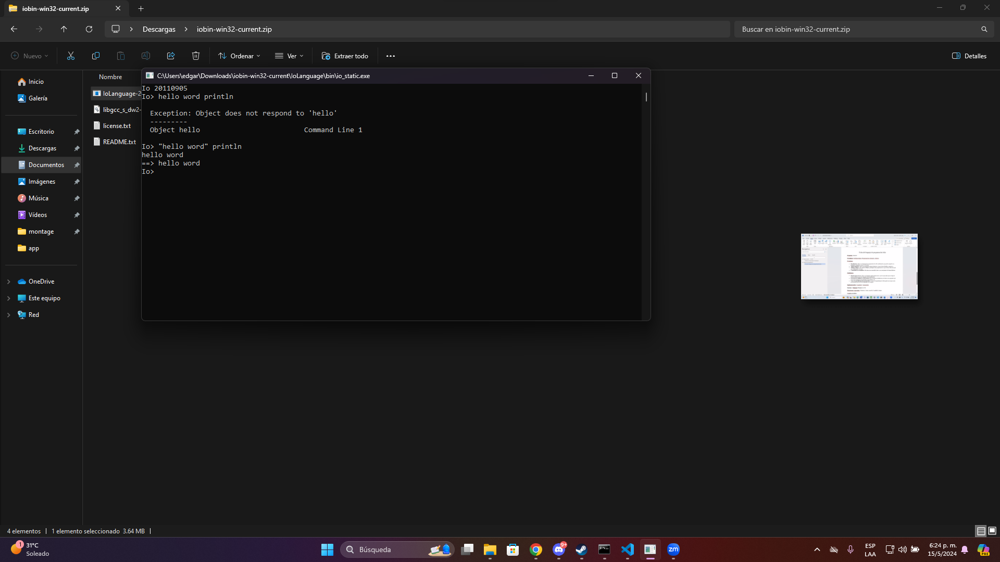 iobin-win32-current.zip
Descargas
iobin-win32-current.zip
Buscar en iobin-win32-current.zip
Nuevo
Ordenar
Ver
Extraer todo
Detalles
Inicio
Galería
Escritorio
Descargas
Documentos
Imágenes
Música
Vídeos
montage
app
OneDrive
Este equipo
Red
Nombre
IoLanguage-2
libgcc_s_dw2-
license.txt
README.txt
C:\Users\edgar\Downloads\iobin-win32-current\IoLanguage\bin\io_static.exe
Io 20110905
Io> hello word println
Exception: Object does not respond to 'hello'
---------
Object hello Command Line 1
Io> "hello word" println
hello word
==> hello word
Io>
4 elementos
1 elemento seleccionado 3.64 MB
1
31°C
Soleado
Búsqueda
9+
zm
ESP
LAA
6:24 p. m.
15/5/2024
PRE